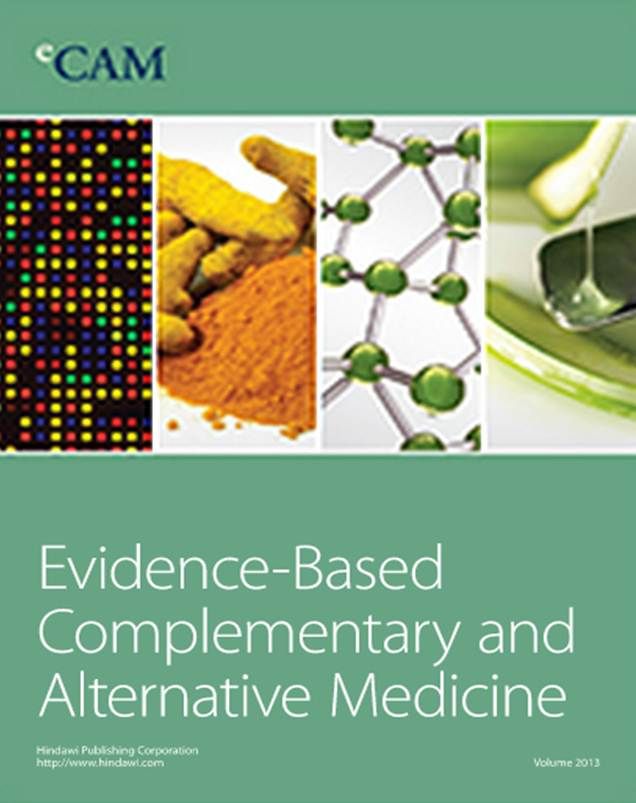 eCAM
Evidence-Based
Complementary and
Alternative Medicine
Hindawi Publishing Corporation
http://www.hindawi.com
Volume 2013